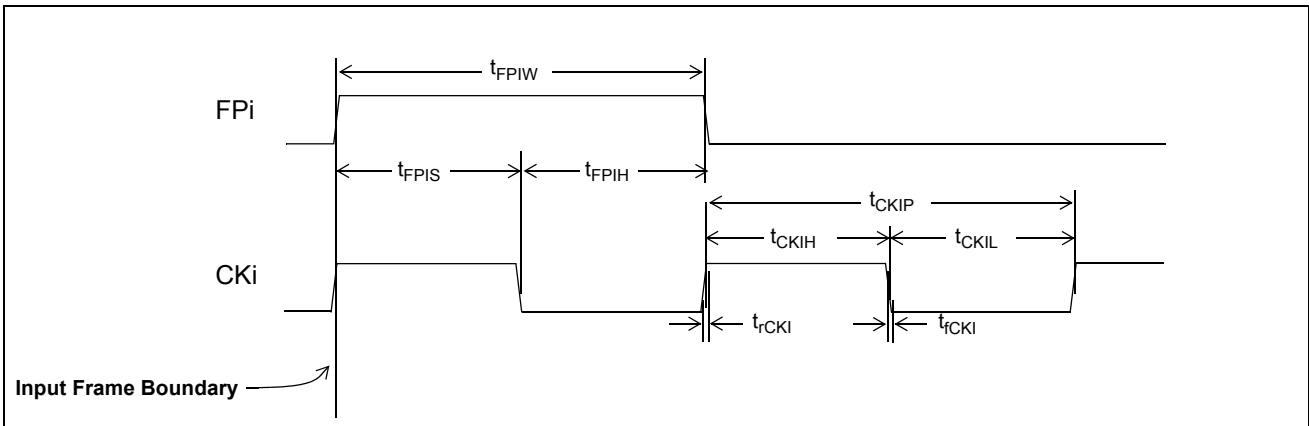 tFPIW
FPi
tFPIS
tFPIH
tCKIP
tCKIH
tCKIL
CKi
trCKI
tfCKI
Input Frame Boundary